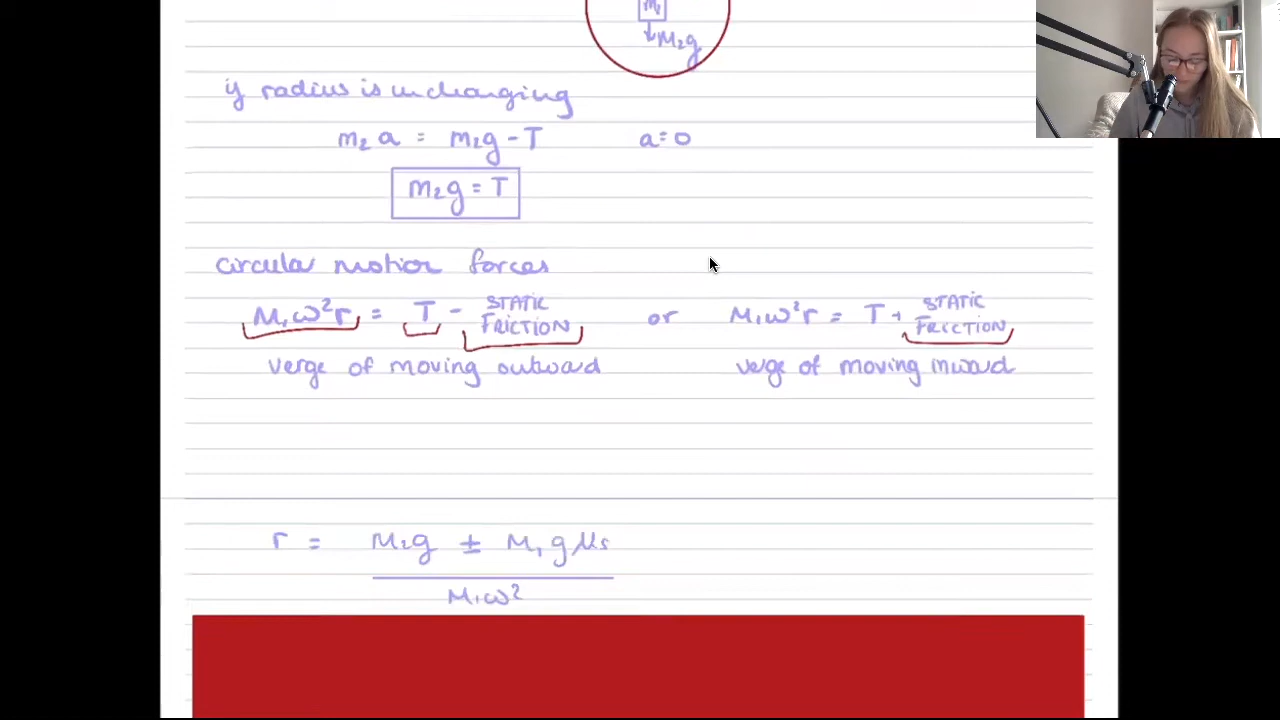 m₁
↓M₂g
if radius is unchanging
m₂ a = m₂g - T a=0
m₂g = T
circular motion forces
M₁ω²r = T - STATIC FRICTION or M₁ω²r = T + STATIC FRICTION
verge of moving outward verge of moving inward
r = M₂g ± M₁gμs
M₁ω²